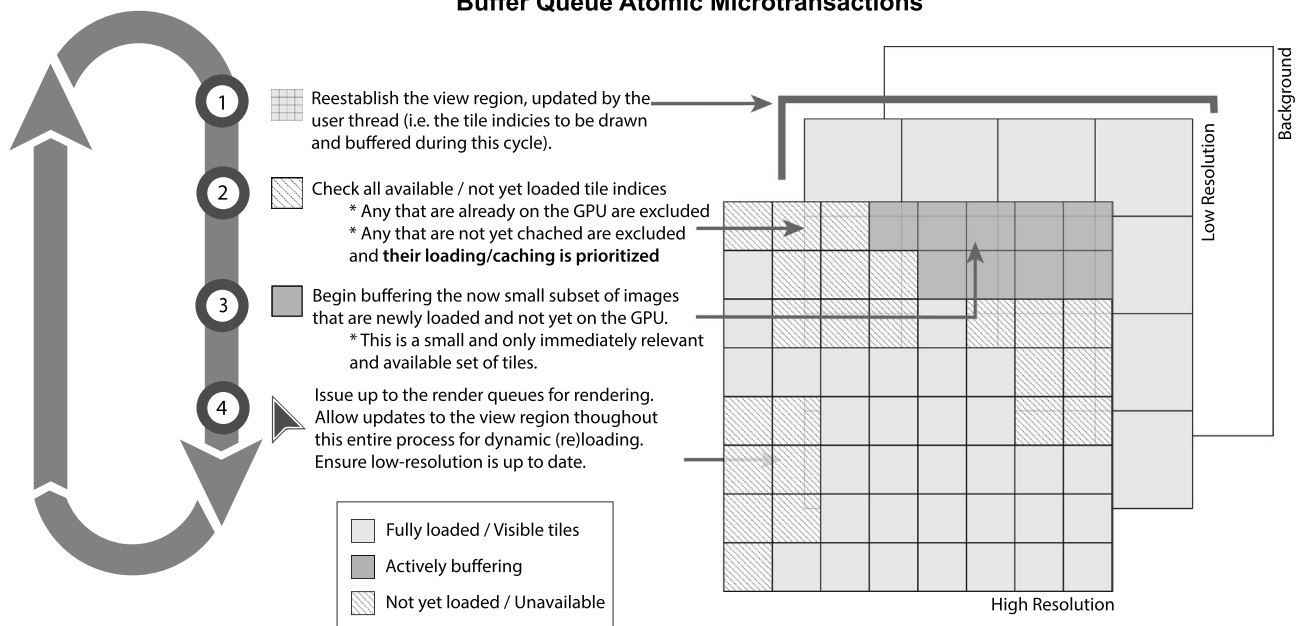 Buffer Queue Atomic Microtransactions
1
Reestablish the view region, updated by the
user thread (i.e. the tile indicies to be drawn
and buffered during this cycle).
2
Check all available / not yet loaded tile indices
* Any that are already on the GPU are excluded
* Any that are not yet chached are excluded
and their loading/caching is prioritized
3
Begin buffering the now small subset of images
that are newly loaded and not yet on the GPU.
* This is a small and only immediately relevant
and available set of tiles.
4
Issue up to the render queues for rendering.
Allow updates to the view region thoughout
this entire process for dynamic (re)loading.
Ensure low-resolution is up to date.
Fully loaded / Visible tiles
Actively buffering
Not yet loaded / Unavailable
Background
Low Resolution
High Resolution